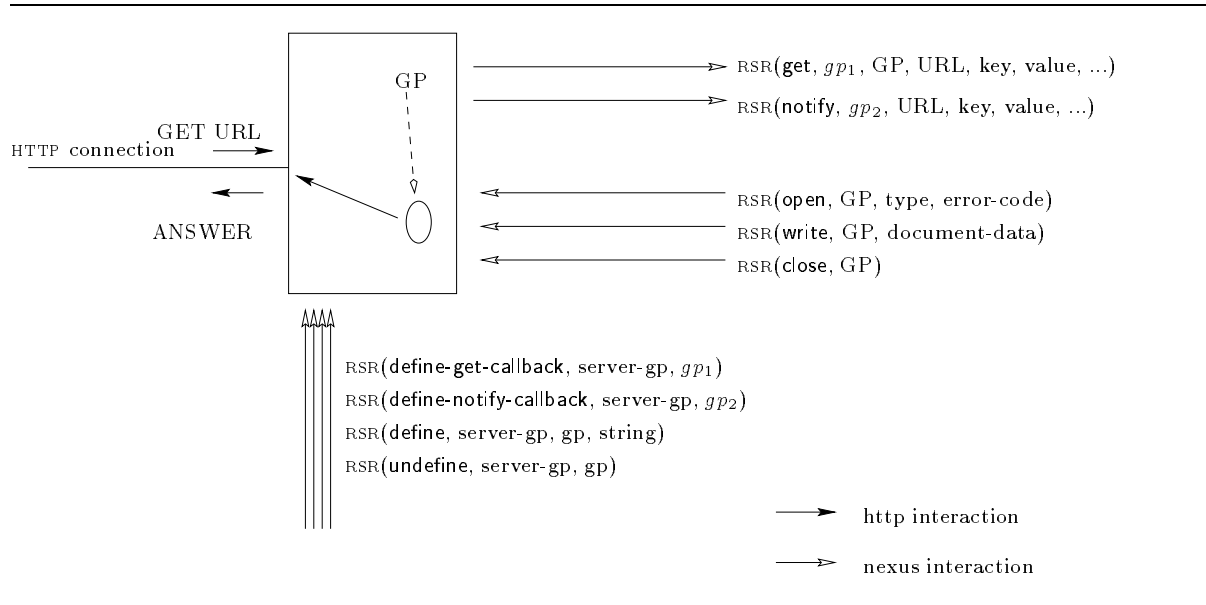 GP
RSR(get, gp1, GP, URL, key, value, ...)
RSR(notify, gp2, URL, key, value, ...)
GET URL
HTTP connection
ANSWER
RSR(open, GP, type, error-code)
RSR(write, GP, document-data)
RSR(close, GP)
RSR(define-get-callback, server-gp, gp1)
RSR(define-notify-callback, server-gp, gp2)
RSR(define, server-gp, gp, string)
RSR(undefine, server-gp, gp)
http interaction
nexus interaction